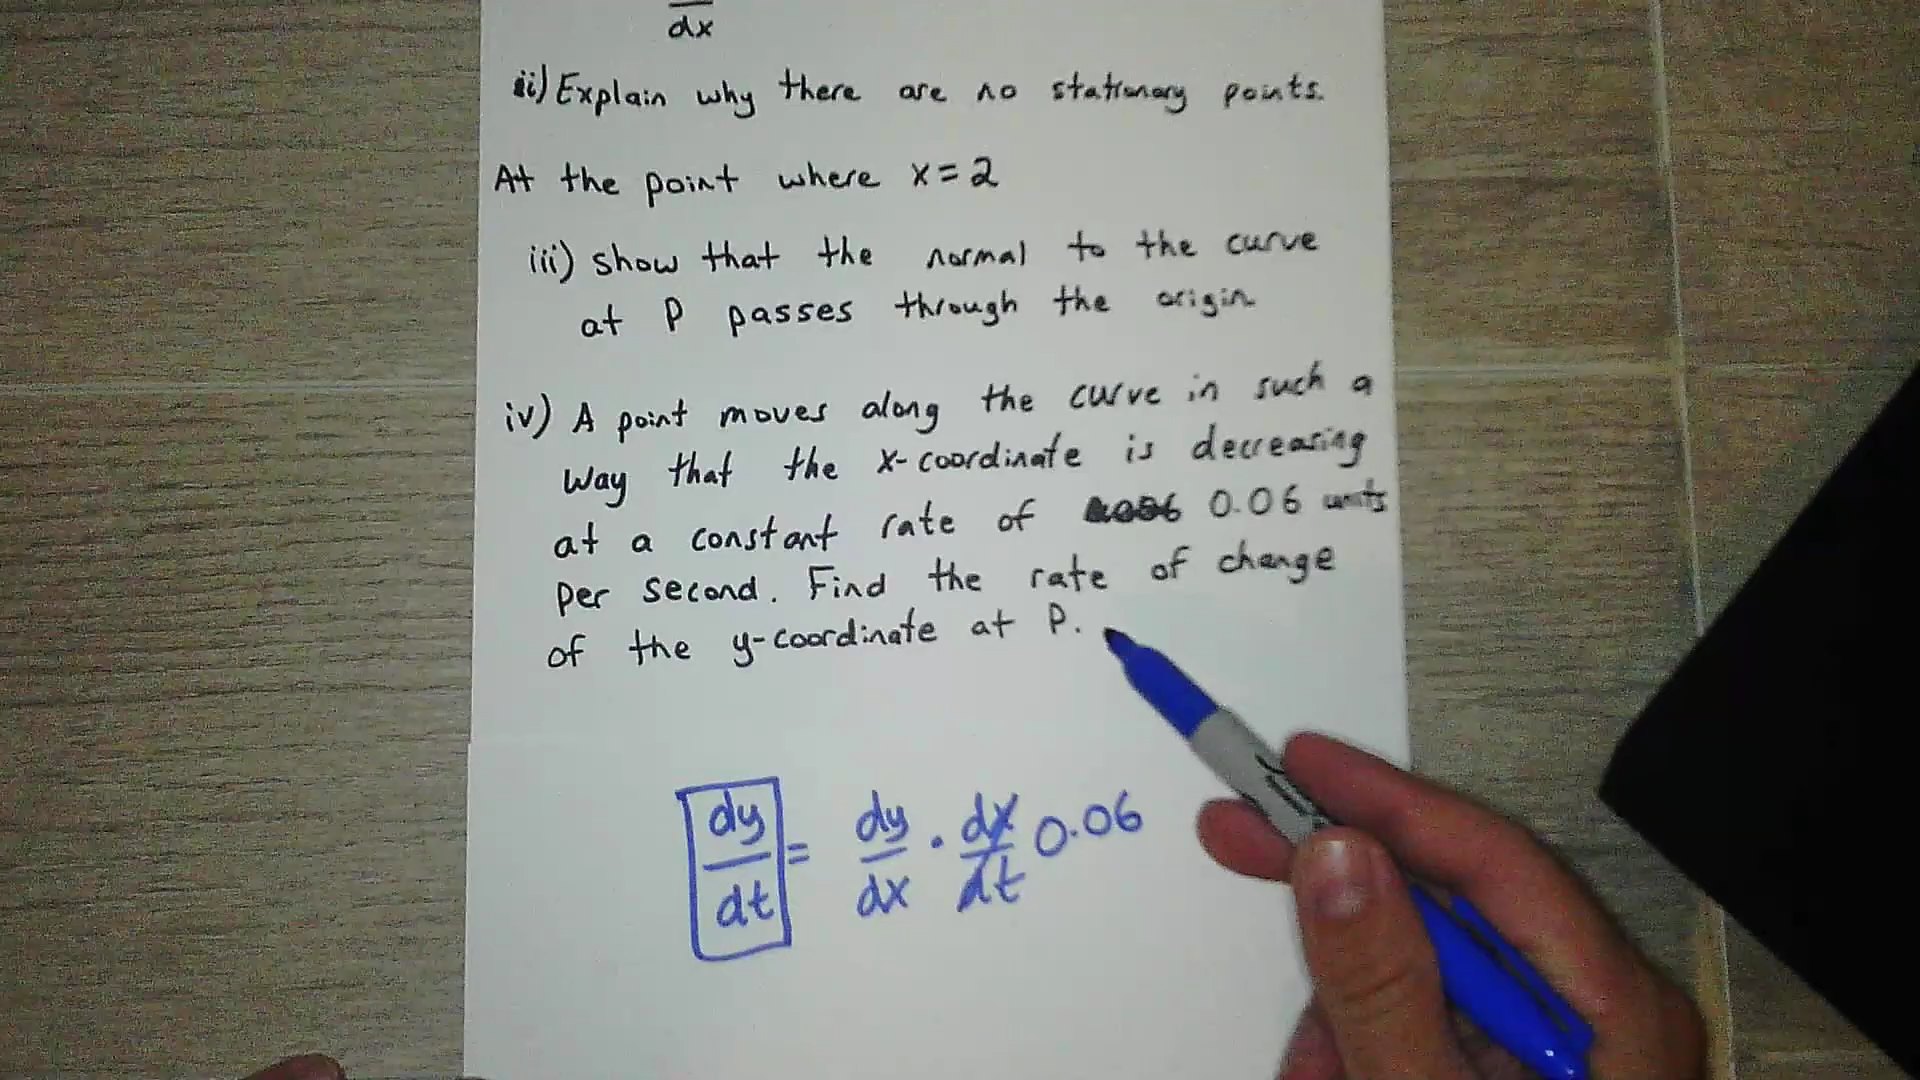 dx
ii) Explain why there are no stationary points.
At the point where x = 2
iii) show that the normal to the curve
at P passes through the origin
iv) A point moves along the curve in such a
way that the x-coordinate is decreasing
at a constant rate of 0.06 units
per second. Find the rate of change
of the y-coordinate at P.
dy/dt = dy/dx · dx/dt 0.06